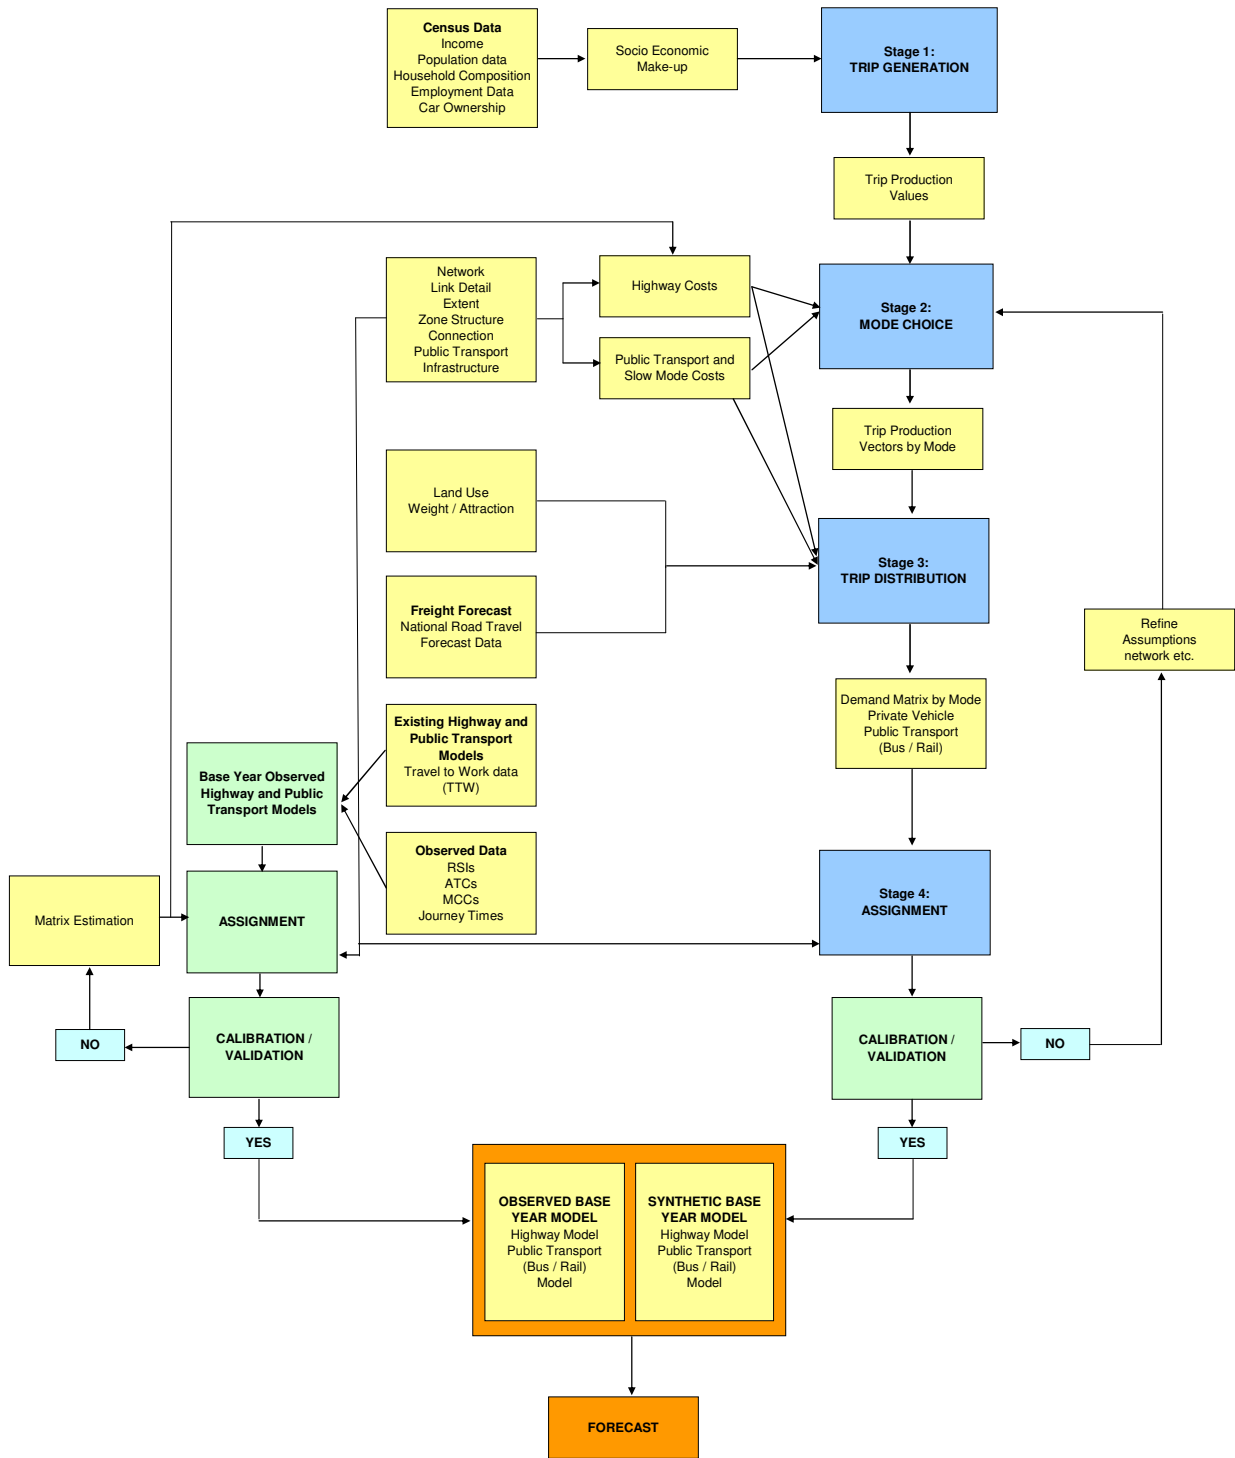 Census Data
Income
Population data
Household Composition
Employment Data
Car Ownership
Socio Economic
Make-up
Stage 1:
TRIP GENERATION
Trip Production
Values
Network
Link Detail
Extent
Zone Structure
Connection
Public Transport
Infrastructure
Highway Costs
Public Transport and
Slow Mode Costs
Stage 2:
MODE CHOICE
Trip Production
Vectors by Mode
Land Use
Weight / Attraction
Stage 3:
TRIP DISTRIBUTION
Freight Forecast
National Road Travel
Forecast Data
Refine
Assumptions
network etc.
Demand Matrix by Mode
Private Vehicle
Public Transport
(Bus / Rail)
Existing Highway and
Public Transport
Models
Travel to Work data
(TTW)
Base Year Observed
Highway and Public
Transport Models
Observed Data
RSIs
ATCs
MCCs
Journey Times
Matrix Estimation
ASSIGNMENT
Stage 4:
ASSIGNMENT
NO
CALIBRATION /
VALIDATION
CALIBRATION /
VALIDATION
NO
YES
YES
OBSERVED BASE
YEAR MODEL
Highway Model
Public Transport
(Bus / Rail)
Model
SYNTHETIC BASE
YEAR MODEL
Highway Model
Public Transport
(Bus / Rail)
Model
FORECAST